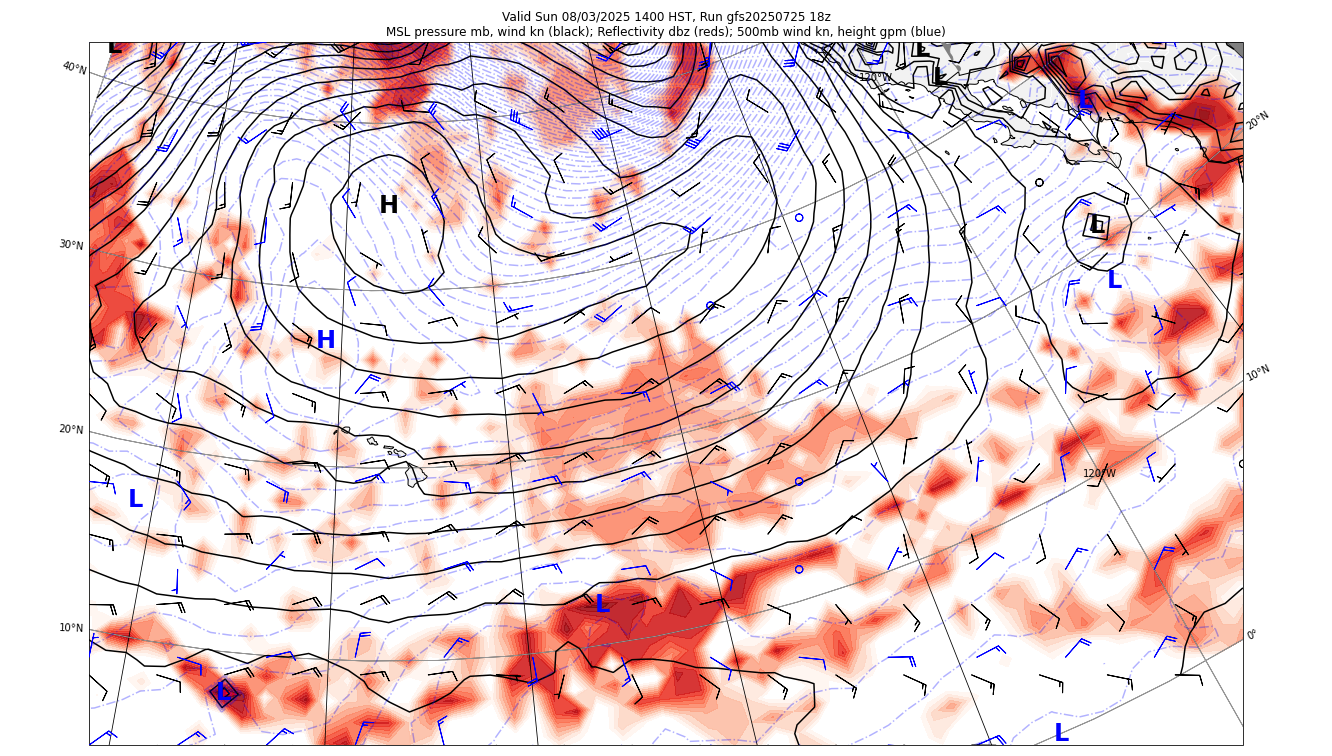 Valid Sun 08/03/2025 1400 HST, Run gfs20250725 18z
MSL pressure mb, wind kn (black); Reflectivity dbz (reds); 500mb wind kn, height gpm (blue)
L
L
40°N
120°W
L
L
20°N
H
L
30°N
L
H
10°N
20°N
120°W
L
L
10°N
0°
L
L